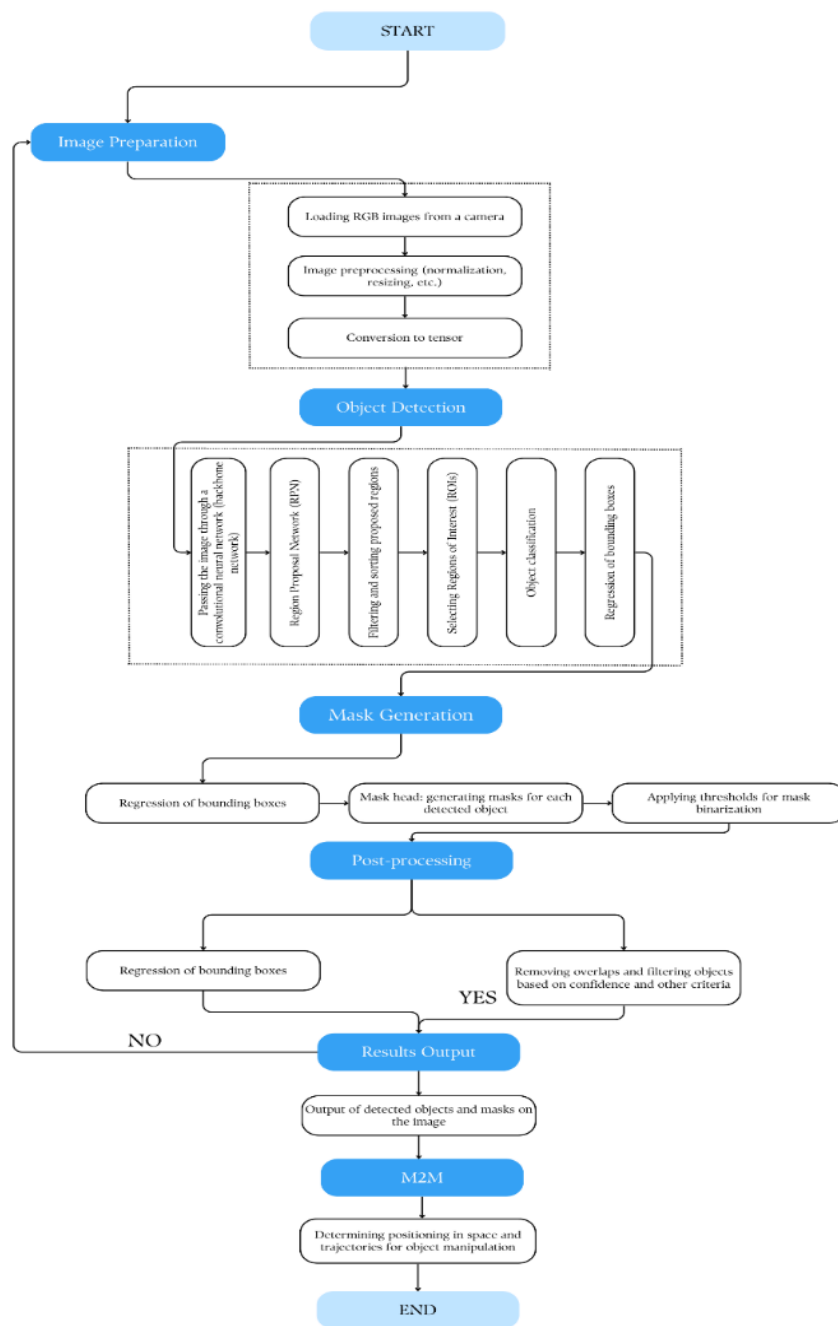 START
Image Preparation
Loading RGB images from a camera
Image preprocessing (normalization,
resizing, etc.)
Conversion to tensor
Object Detection
Passing the image through a
convolutional neural network (backbone
network)
Region Proposal Network (RPN)
Filtering and sorting proposed regions
Selecting Regions of Interest (ROIs)
Object classification
Regression of bounding boxes
Mask Generation
Regression of bounding boxes
Mask head: generating masks for each
detected object
Applying thresholds for mask
binarization
Post-processing
Regression of bounding boxes
Removing overlaps and filtering objects
based on confidence and other criteria
YES
NO
Results Output
Output of detected objects and masks on
the image
M2M
Determining positioning in space and
trajectories for object manipulation
END